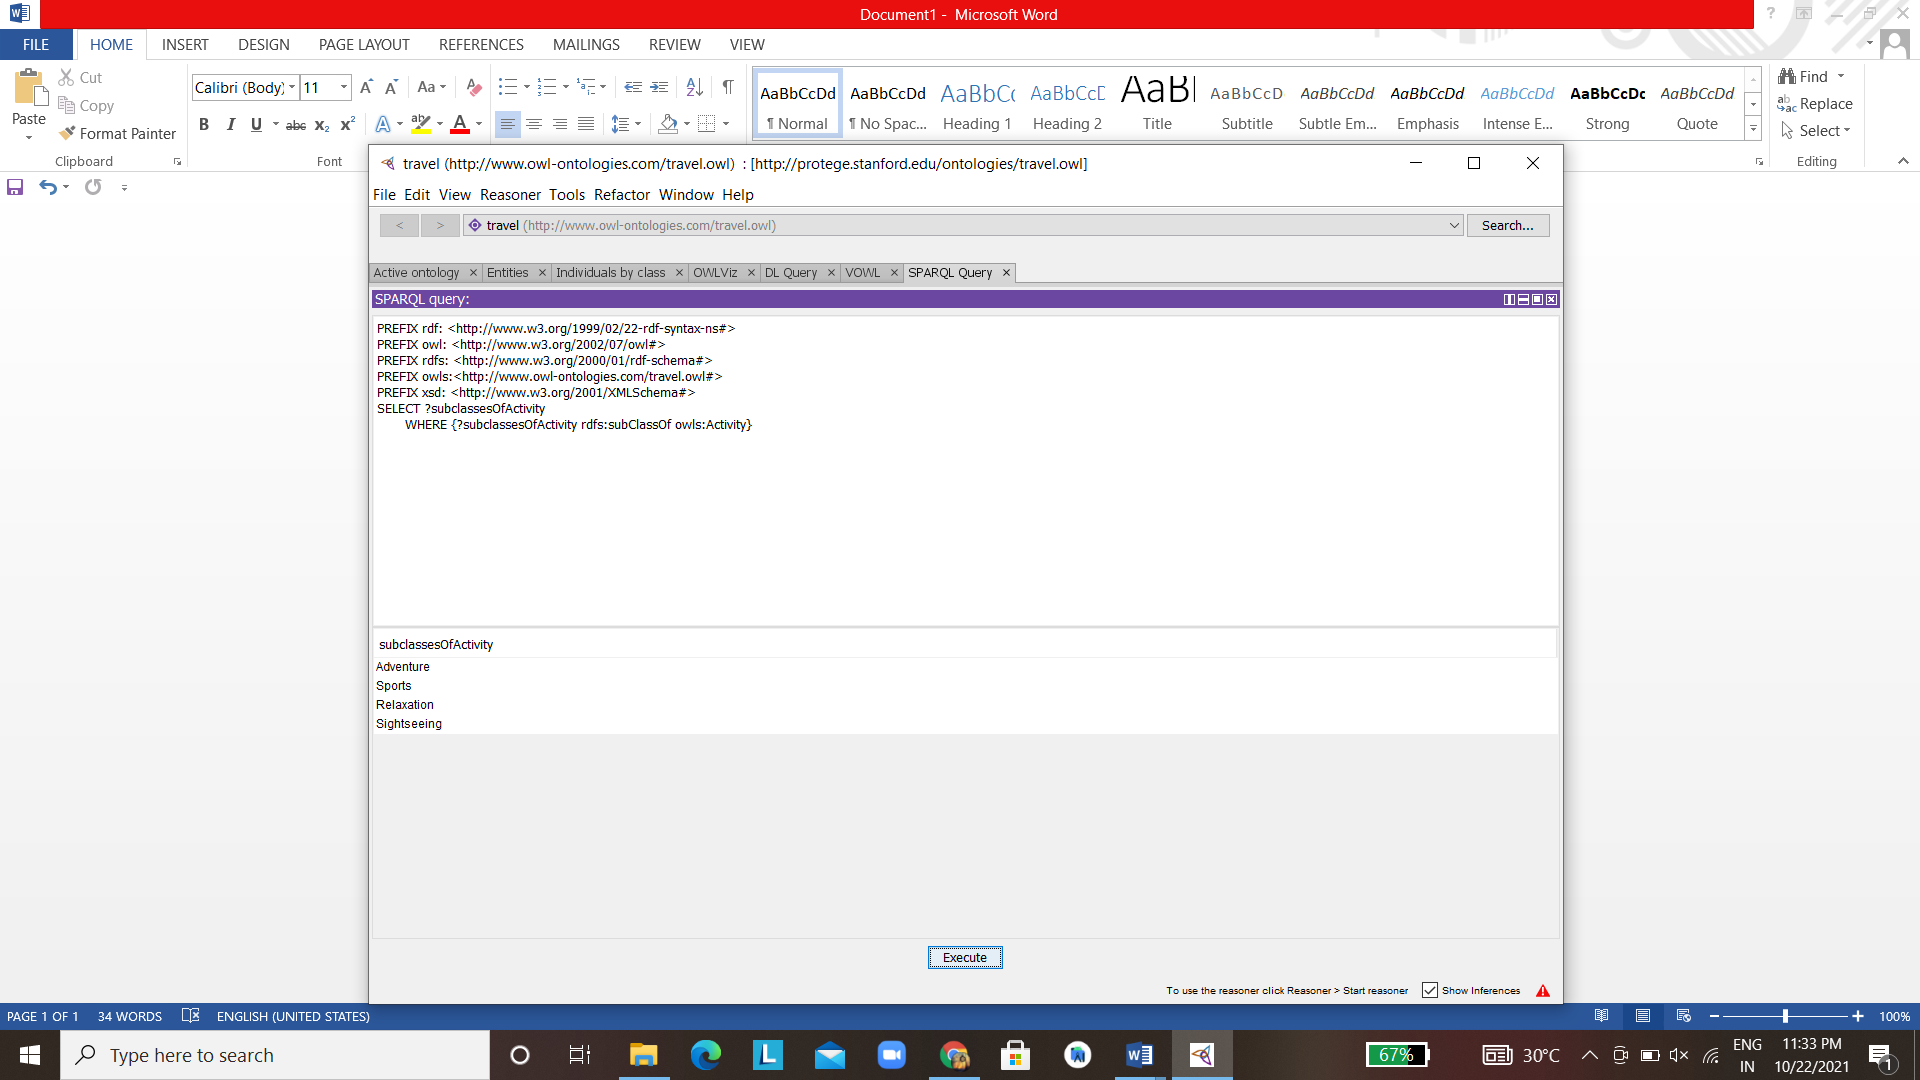 Document1 - Microsoft Word
FILE HOME INSERT DESIGN PAGE LAYOUT REFERENCES MAILINGS REVIEW VIEW
Paste
Cut
Copy
Format Painter
Clipboard
Calibri (Body) 11
Font
AaBbCcDd AaBbCcDd AaBbCc AaBbCcD AaBl AaBbCcD AaBbCcDd AaBbCcDd AaBbCcDd AaBbCcDc AaBbCcDd
¶ Normal ¶ No Spac... Heading 1 Heading 2 Title Subtitle Subtle Em... Emphasis Intense E... Strong Quote
Find
Replace
Select
Editing
travel (http://www.owl-ontologies.com/travel.owl) : [http://protege.stanford.edu/ontologies/travel.owl]
File Edit View Reasoner Tools Refactor Window Help
< > travel (http://www.owl-ontologies.com/travel.owl) Search...
Active ontology × Entities × Individuals by class × OWLViz × DL Query × VOWL × SPARQL Query ×
SPARQL query:
PREFIX rdf: <http://www.w3.org/1999/02/22-rdf-syntax-ns#>
PREFIX owl: <http://www.w3.org/2002/07/owl#>
PREFIX rdfs: <http://www.w3.org/2000/01/rdf-schema#>
PREFIX owls:<http://www.owl-ontologies.com/travel.owl#>
PREFIX xsd: <http://www.w3.org/2001/XMLSchema#>
SELECT ?subclassesOfActivity
WHERE {?subclassesOfActivity rdfs:subClassOf owls:Activity}
subclassesOfActivity
Adventure
Sports
Relaxation
Sightseeing
Execute
To use the reasoner click Reasoner > Start reasoner Show Inferences
PAGE 1 OF 1 34 WORDS ENGLISH (UNITED STATES) 100%
Type here to search
67% 30°C ENG IN
11:33 PM
10/22/2021
1